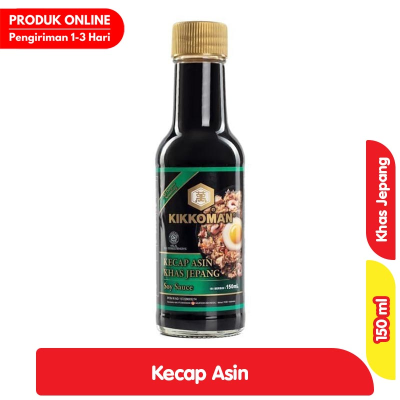 PRODUK ONLINE
Pengiriman 1-3 Hari
萬
KIKKOMAN
KECAP ASIN
KHAS JEPANG
Soy Sauce
150mL
Khas Jepang
150 ml
Kecap Asin